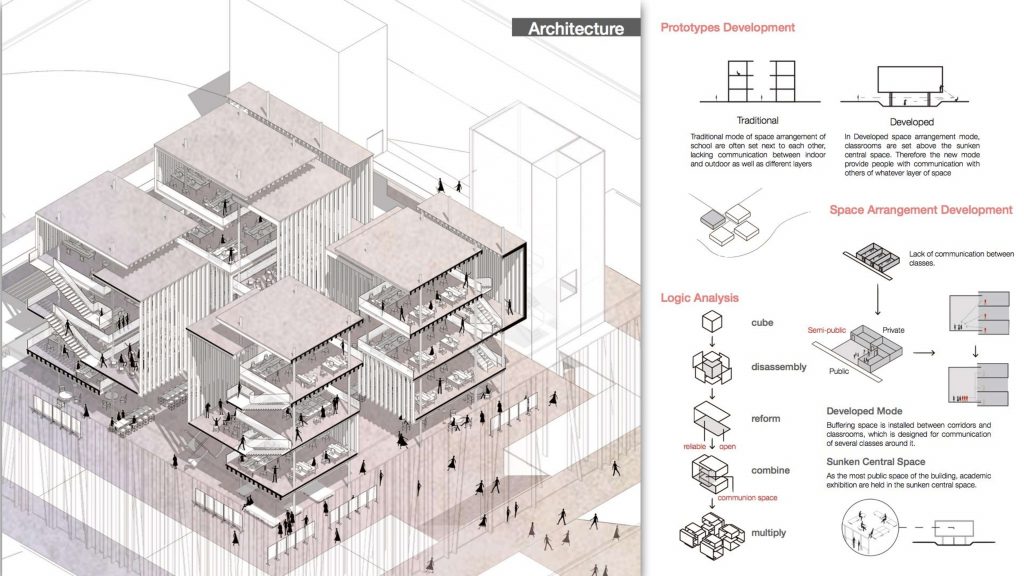 Architecture
Prototypes Development
Traditional
Traditional mode of space arrangement of
school are often set next to each other,
lacking communication between indoor
and outdoor as well as different layers
Developed
In Developed space arrangement mode,
classrooms are set above the sunken
central space. Therefore the new mode
provide people with communication with
others of whatever layer of space
Space Arrangement Development
Lack of communication between
classes.
Semi-public
Private
Public
Logic Analysis
cube
disassembly
reform
reliable
open
combine
communion space
multiply
Developed Mode
Buffering space is installed between corridors and
classrooms, which is designed for communication
of several classes around it.
Sunken Central Space
As the most public space of the building, academic
exhibition are held in the sunken central space.